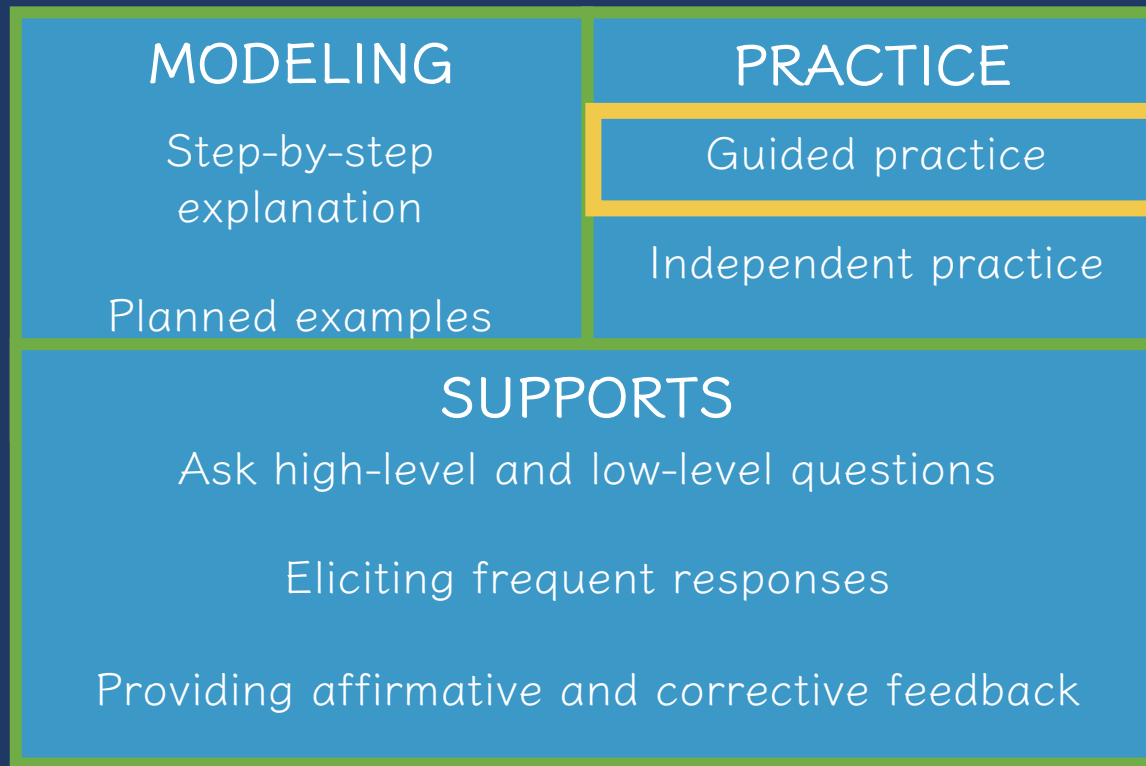 MODELING
Step-by-step
explanation
Planned examples
PRACTICE
Guided practice
Independent practice
SUPPORTS
Ask high-level and low-level questions
Eliciting frequent responses
Providing affirmative and corrective feedback